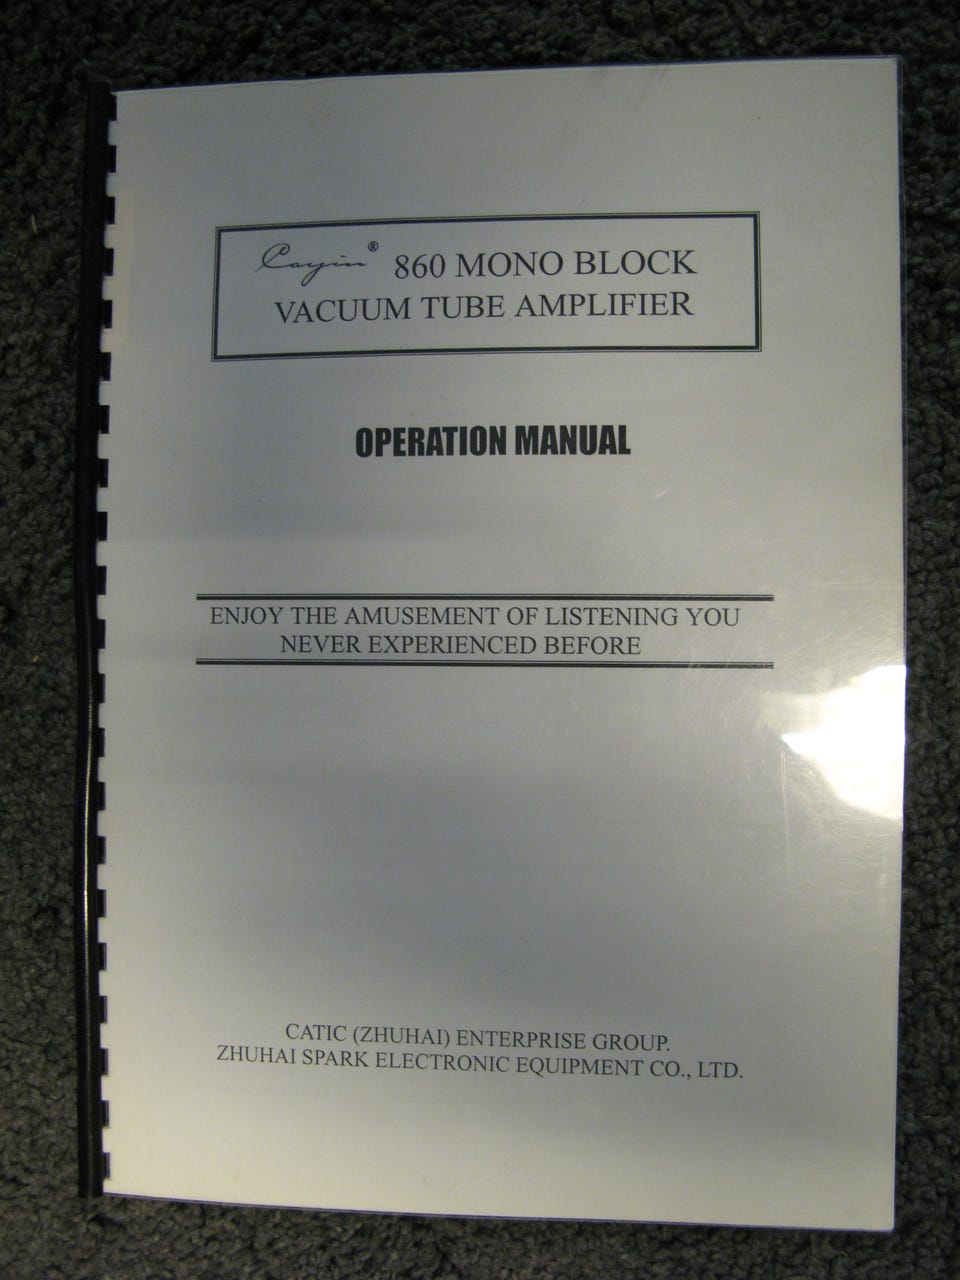 Cayin® 860 MONO BLOCK
VACUUM TUBE AMPLIFIER
OPERATION MANUAL
ENJOY THE AMUSEMENT OF LISTENING YOU
NEVER EXPERIENCED BEFORE
CATIC (ZHUHAI) ENTERPRISE GROUP.
ZHUHAI SPARK ELECTRONIC EQUIPMENT CO., LTD.